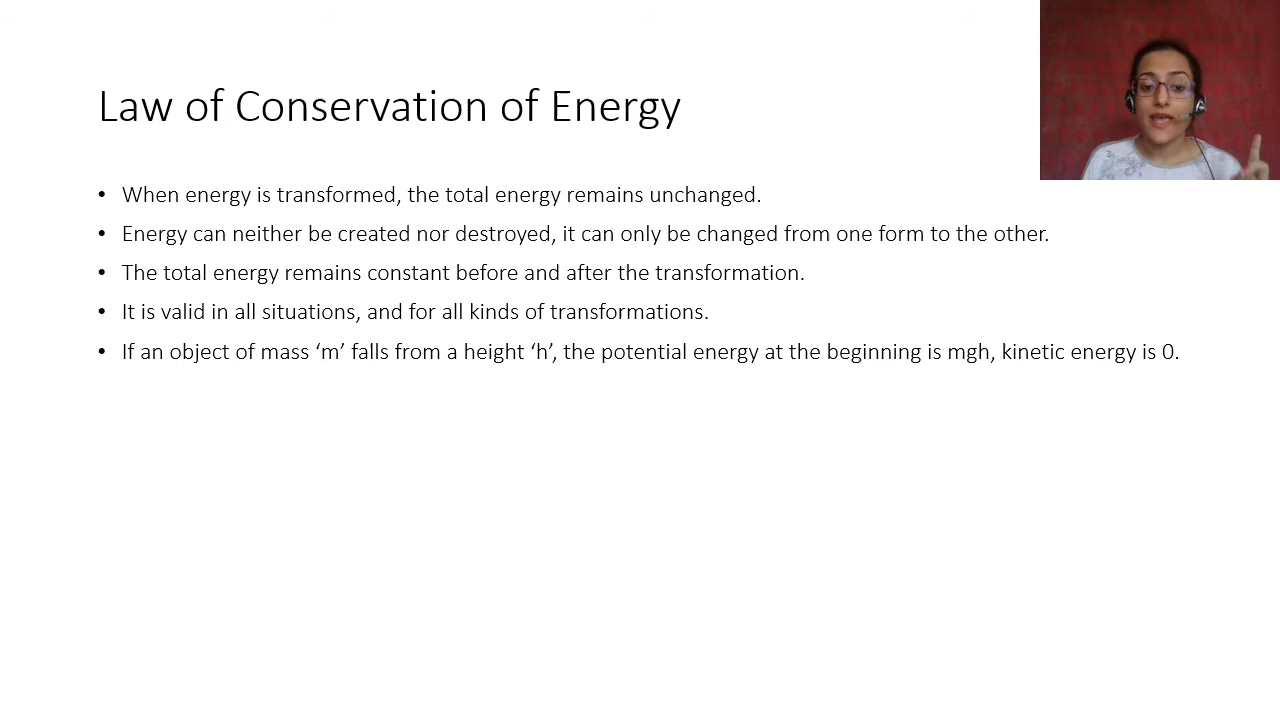 Law of Conservation of Energy
• When energy is transformed, the total energy remains unchanged.
• Energy can neither be created nor destroyed, it can only be changed from one form to the other.
• The total energy remains constant before and after the transformation.
• It is valid in all situations, and for all kinds of transformations.
• If an object of mass ‘m’ falls from a height ‘h’, the potential energy at the beginning is mgh, kinetic energy is 0.